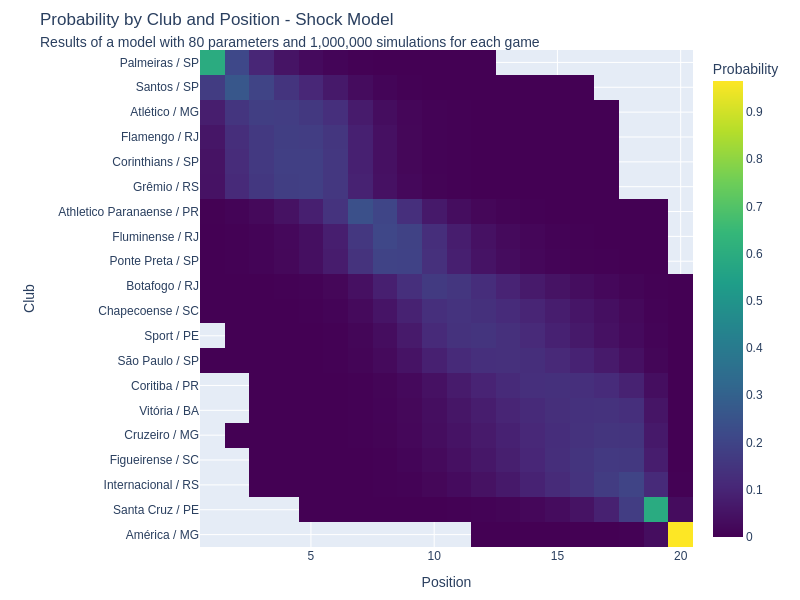 Probability by Club and Position - Shock Model
Results of a model with 80 parameters and 1,000,000 simulations for each game
Palmeiras / SP
Santos / SP
Atlético / MG
Flamengo / RJ
Corinthians / SP
Grêmio / RS
Athletico Paranaense / PR
Fluminense / RJ
Ponte Preta / SP
Botafogo / RJ
Chapecoense / SC
Sport / PE
São Paulo / SP
Coritiba / PR
Vitória / BA
Cruzeiro / MG
Figueirense / SC
Internacional / RS
Santa Cruz / PE
América / MG
Club
5
10
15
20
Position
Probability
0.9
0.8
0.7
0.6
0.5
0.4
0.3
0.2
0.1
0